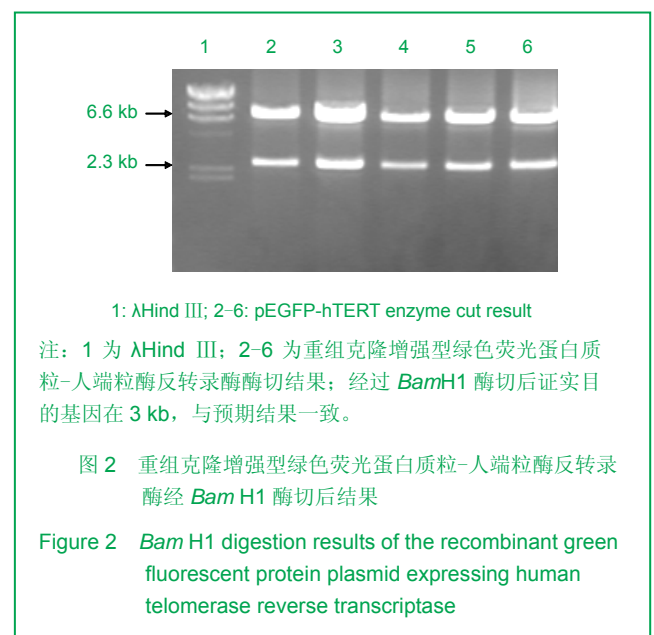 1 2 3 4 5 6
6.6 kb
2.3 kb
1: λHind III; 2-6: pEGFP-hTERT enzyme cut result
注：1 为 λHind III；2-6 为重组克隆增强型绿色荧光蛋白质
粒-人端粒酶反转录酶酶切结果；经过 BamH1 酶切后证实目
的基因在 3 kb，与预期结果一致。
图 2 重组克隆增强型绿色荧光蛋白质粒-人端粒酶反转录
酶经 Bam H1 酶切后结果
Figure 2 Bam H1 digestion results of the recombinant green
fluorescent protein plasmid expressing human
telomerase reverse transcriptase